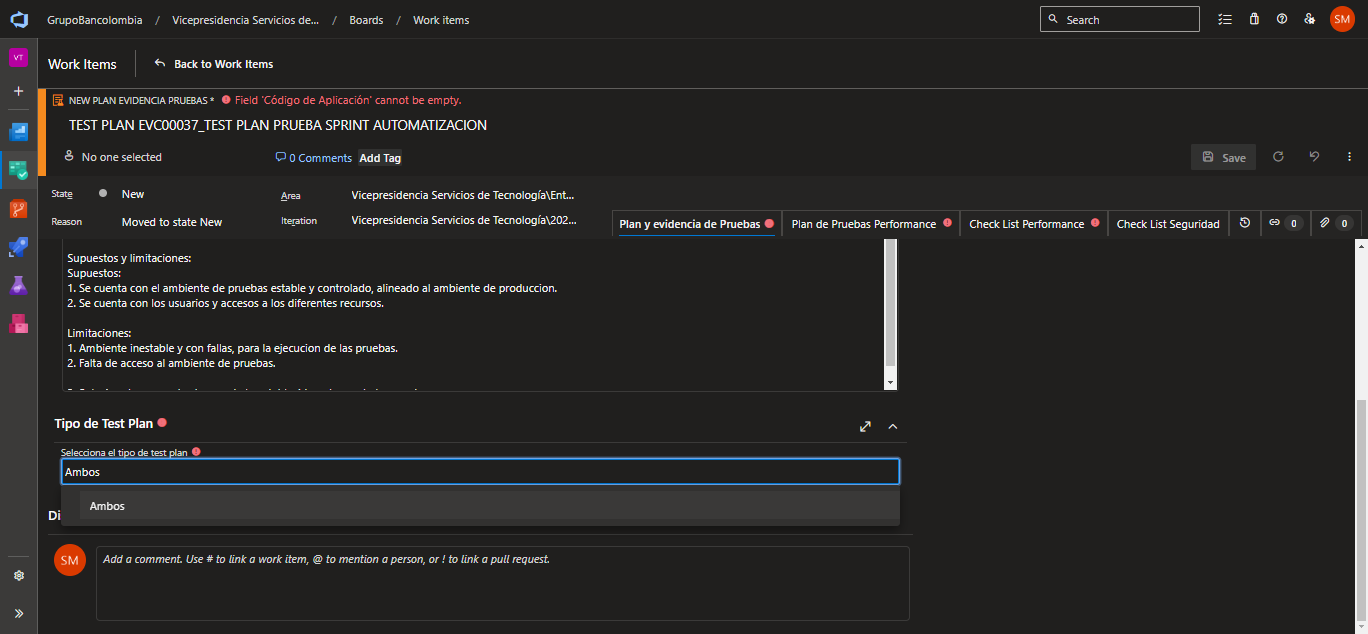 GrupoBancolombia / Vicepresidencia Servicios de... / Boards / Work items
Search
SM
VT
Work Items
Back to Work Items
NEW PLAN EVIDENCIA PRUEBAS * Field 'Código de Aplicación' cannot be empty.
TEST PLAN EVC00037_TEST PLAN PRUEBA SPRINT AUTOMATIZACION
No one selected
0 Comments
Add Tag
Save
State
New
Area
Vicepresidencia Servicios de Tecnología\Ent...
Reason
Moved to state New
Iteration
Vicepresidencia Servicios de Tecnología\202...
Plan y evidencia de Pruebas
Plan de Pruebas Performance
Check List Performance
Check List Seguridad
0
0
Supuestos y limitaciones:
Supuestos:
1. Se cuenta con el ambiente de pruebas estable y controlado, alineado al ambiente de produccion.
2. Se cuenta con los usuarios y accesos a los diferentes recursos.
Limitaciones:
1. Ambiente inestable y con fallas, para la ejecucion de las pruebas.
2. Falta de acceso al ambiente de pruebas.
Tipo de Test Plan
Selecciona el tipo de test plan
Ambos
Ambos
Di
SM
Add a comment. Use # to link a work item, @ to mention a person, or ! to link a pull request.